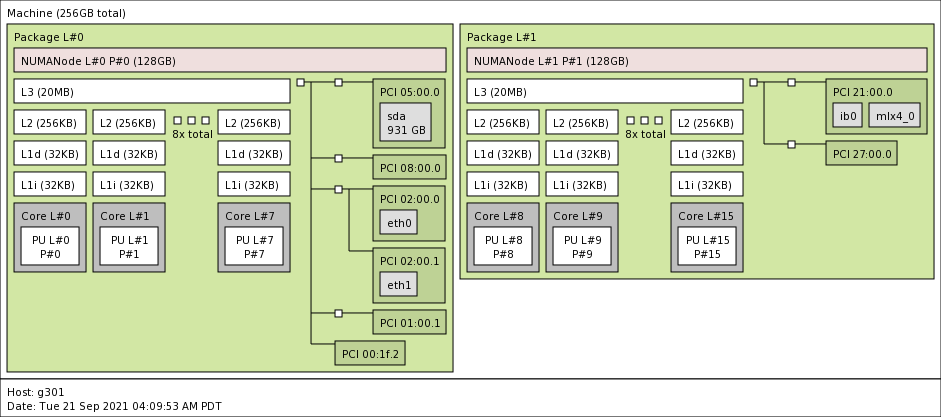 Machine (256GB total)
Package L#0
NUMANode L#0 P#0 (128GB)
L3 (20MB)
L2 (256KB)
L2 (256KB)
8x total
L2 (256KB)
L1d (32KB)
L1d (32KB)
L1d (32KB)
L1i (32KB)
L1i (32KB)
L1i (32KB)
Core L#0
PU L#0
P#0
Core L#1
PU L#1
P#1
Core L#7
PU L#7
P#7
PCI 05:00.0
sda
931 GB
PCI 08:00.0
PCI 02:00.0
eth0
PCI 02:00.1
eth1
PCI 01:00.1
PCI 00:1f.2
Package L#1
NUMANode L#1 P#1 (128GB)
L3 (20MB)
L2 (256KB)
L2 (256KB)
8x total
L2 (256KB)
L1d (32KB)
L1d (32KB)
L1d (32KB)
L1i (32KB)
L1i (32KB)
L1i (32KB)
Core L#8
PU L#8
P#8
Core L#9
PU L#9
P#9
Core L#15
PU L#15
P#15
PCI 21:00.0
ib0
mlx4_0
PCI 27:00.0
Host: g301
Date: Tue 21 Sep 2021 04:09:53 AM PDT